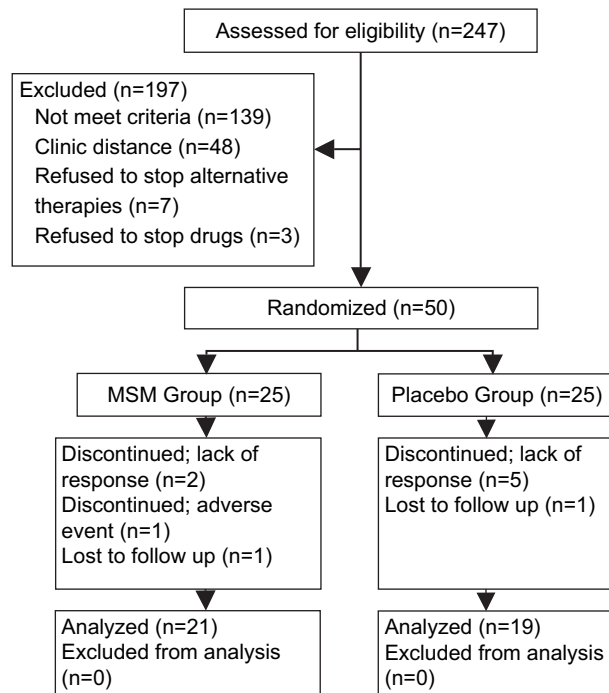 Assessed for eligibility (n=247)
Excluded (n=197)
Not meet criteria (n=139)
Clinic distance (n=48)
Refused to stop alternative
therapies (n=7)
Refused to stop drugs (n=3)
Randomized (n=50)
MSM Group (n=25)
Placebo Group (n=25)
Discontinued; lack of
response (n=2)
Discontinued; adverse
event (n=1)
Lost to follow up (n=1)
Discontinued; lack of
response (n=5)
Lost to follow up (n=1)
Analyzed (n=21)
Excluded from analysis
(n=0)
Analyzed (n=19)
Excluded from analysis
(n=0)